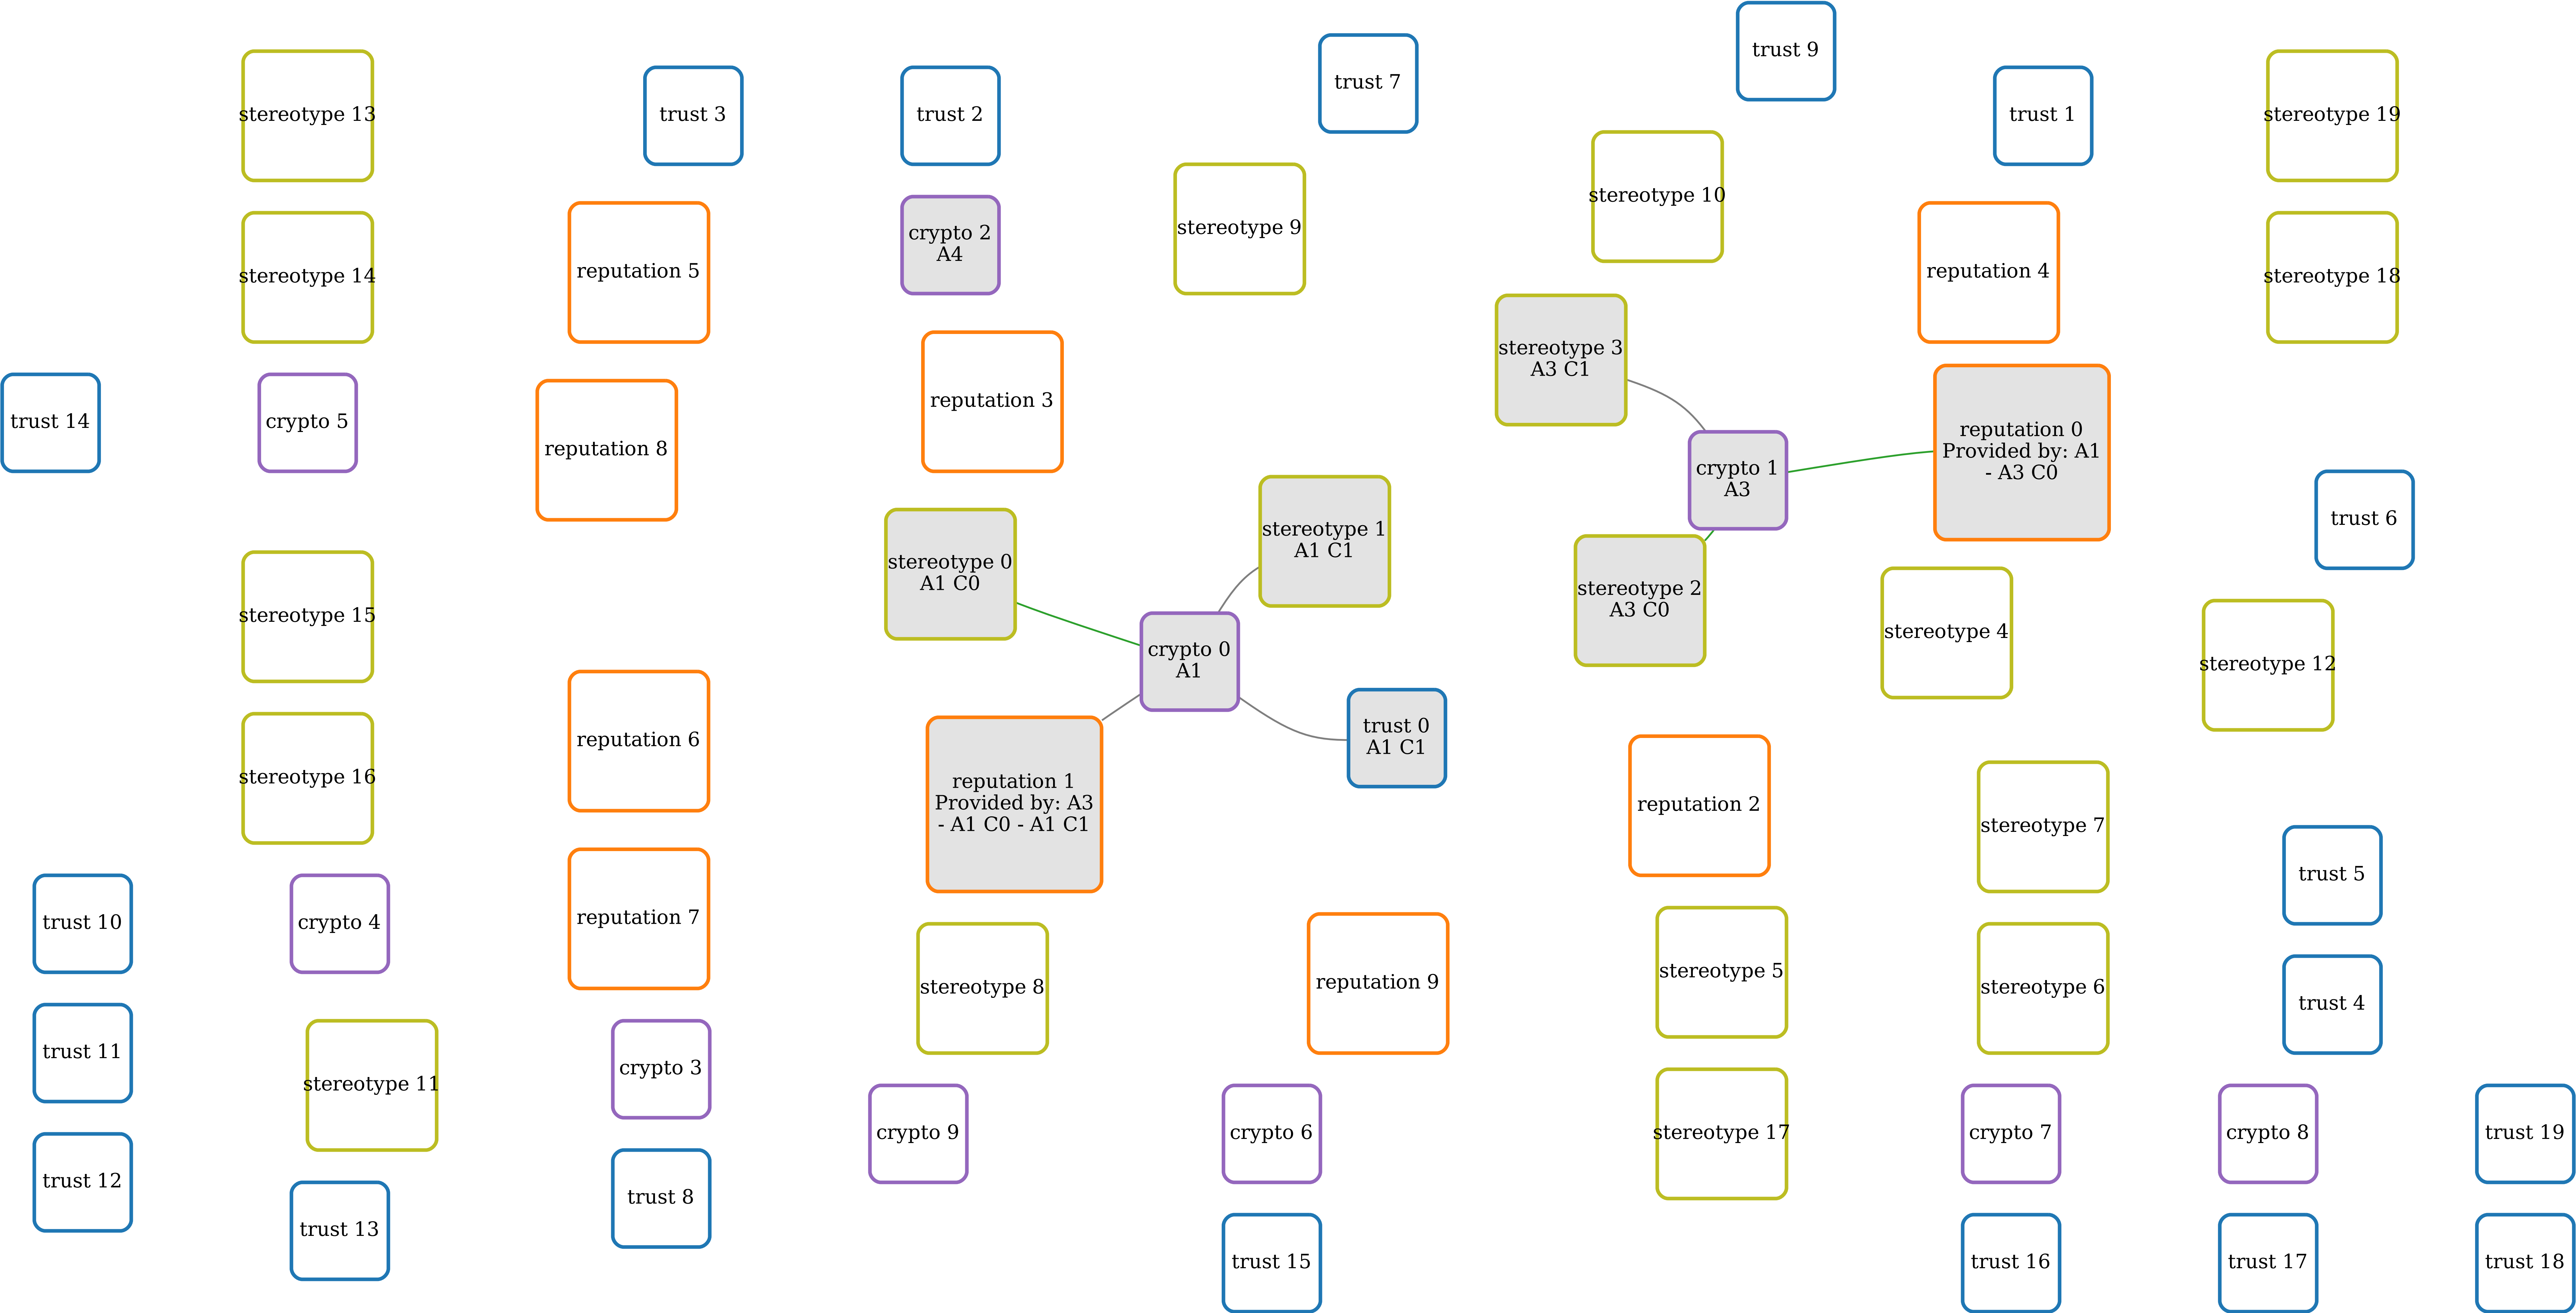 trust 9
trust 7
stereotype 13
trust 3
trust 2
trust 1
stereotype 19
stereotype 10
stereotype 9
crypto 2
A4
stereotype 14
reputation 5
reputation 4
stereotype 18
stereotype 3
A3 C1
reputation 3
trust 14
crypto 5
reputation 8
reputation 0
Provided by: A1
- A3 C0
crypto 1
A3
trust 6
stereotype 1
A1 C1
stereotype 0
A1 C0
stereotype 2
A3 C0
stereotype 15
stereotype 4
crypto 0
A1
stereotype 12
trust 0
A1 C1
reputation 6
stereotype 16
reputation 1
Provided by: A3
- A1 C0 - A1 C1
reputation 2
stereotype 7
trust 5
trust 10
crypto 4
reputation 7
stereotype 5
reputation 9
stereotype 8
stereotype 6
trust 4
trust 11
crypto 3
stereotype 11
crypto 9
crypto 6
stereotype 17
crypto 7
crypto 8
trust 19
trust 12
trust 8
trust 13
trust 15
trust 16
trust 17
trust 18